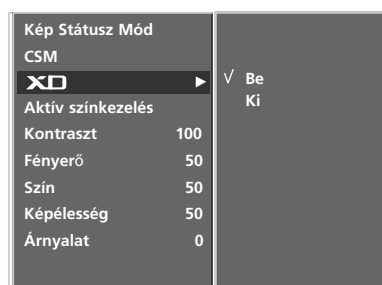 Kép Státusz Mód
CSM
XD
Aktív színkezelés
Kontraszt 100
Fényerő 50
Szín 50
Képélesség 50
Árnyalat 0
√ Be
Ki